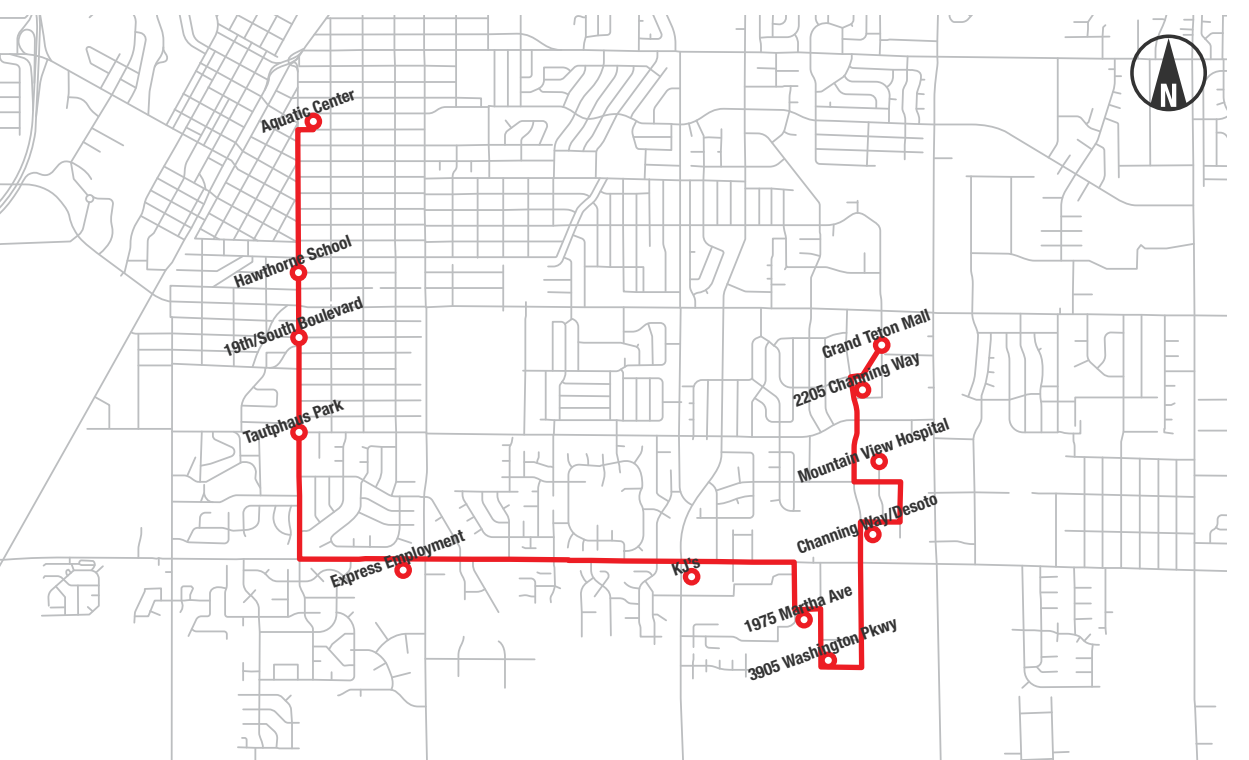 N
Aquatic Center
Hawthorne School
19th/South Boulevard
Grand Teton Mall
2205 Channing Way
Tautphaus Park
Mountain View Hospital
Channing Way/Desoto
Express Employment
KJ's
1975 Martha Ave
3905 Washington Pkwy